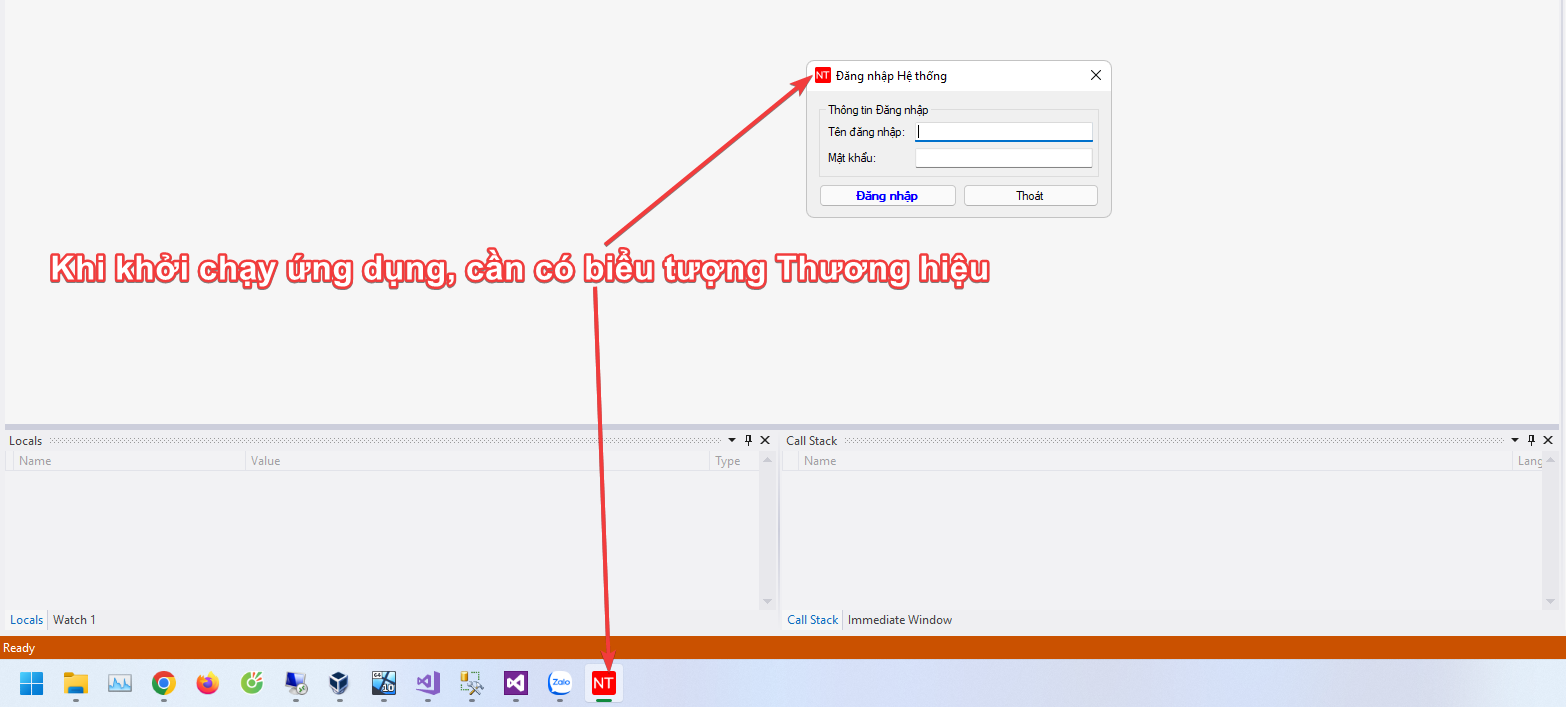 NT Đăng nhập Hệ thống
Thông tin Đăng nhập
Tên đăng nhập:
Mật khẩu:
Đăng nhập Thoát
Khi khởi chạy ứng dụng, cần có biểu tượng Thương hiệu
Locals Call Stack
Name Value Type Name Lang
Locals Watch 1 Call Stack Immediate Window
Ready
G4 10 Zalo NT